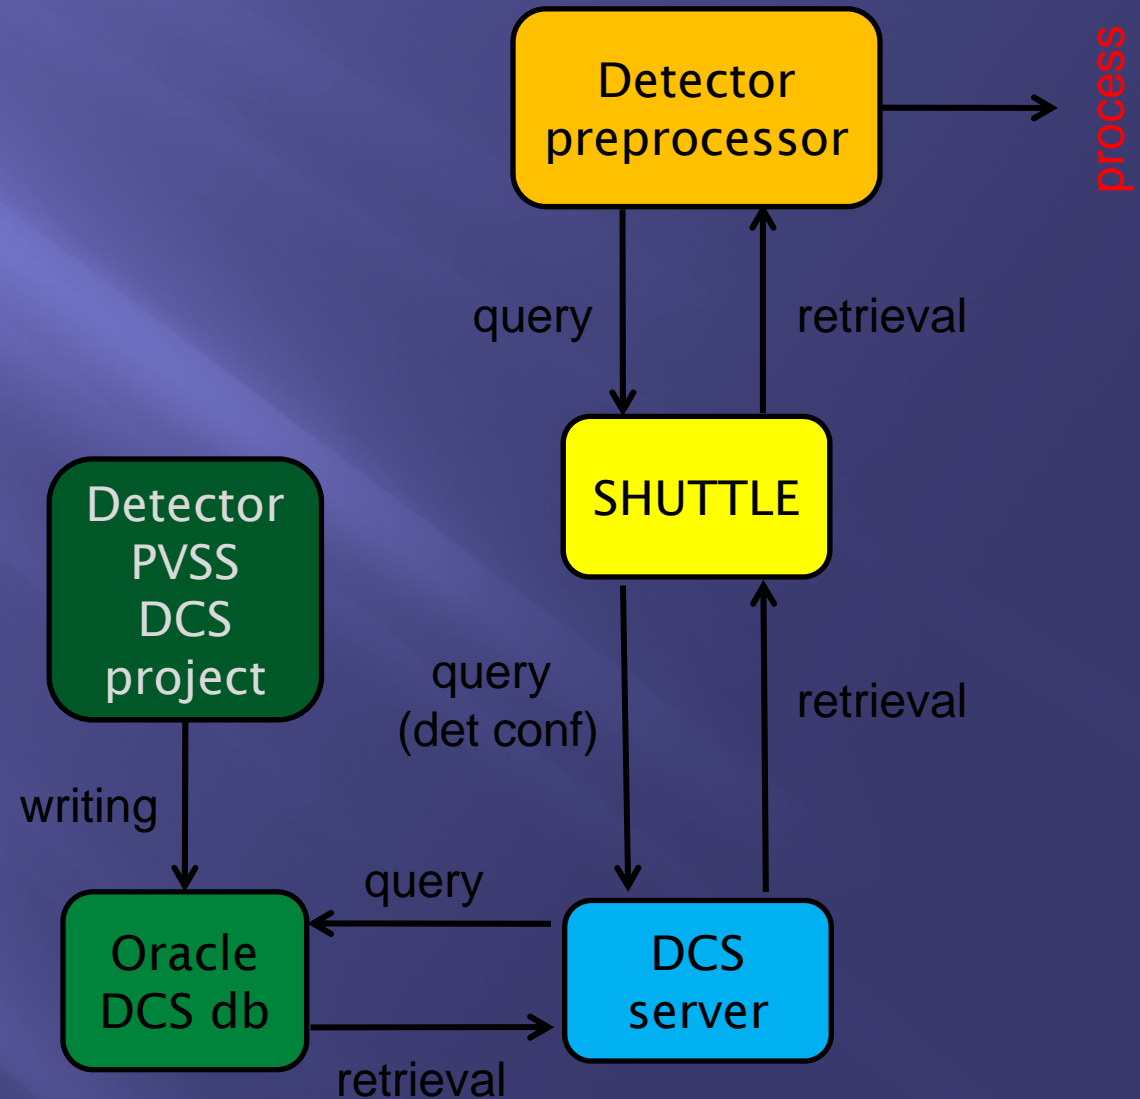 Detector
preprocessor
process
query
retrieval
SHUTTLE
Detector
PVSS
DCS
project
query
(det conf)
retrieval
writing
query
Oracle
DCS db
DCS
server
retrieval